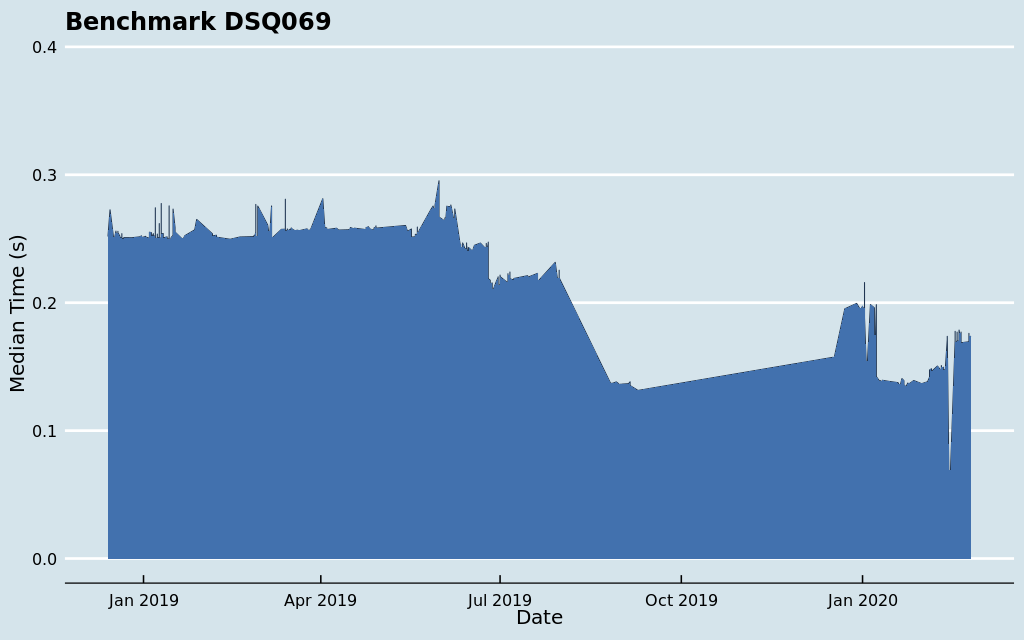 Benchmark DSQ069
0.4
0.3
0.2
0.1
0.0
Median Time (s)
Jan 2019
Apr 2019
Jul 2019
Oct 2019
Jan 2020
Date